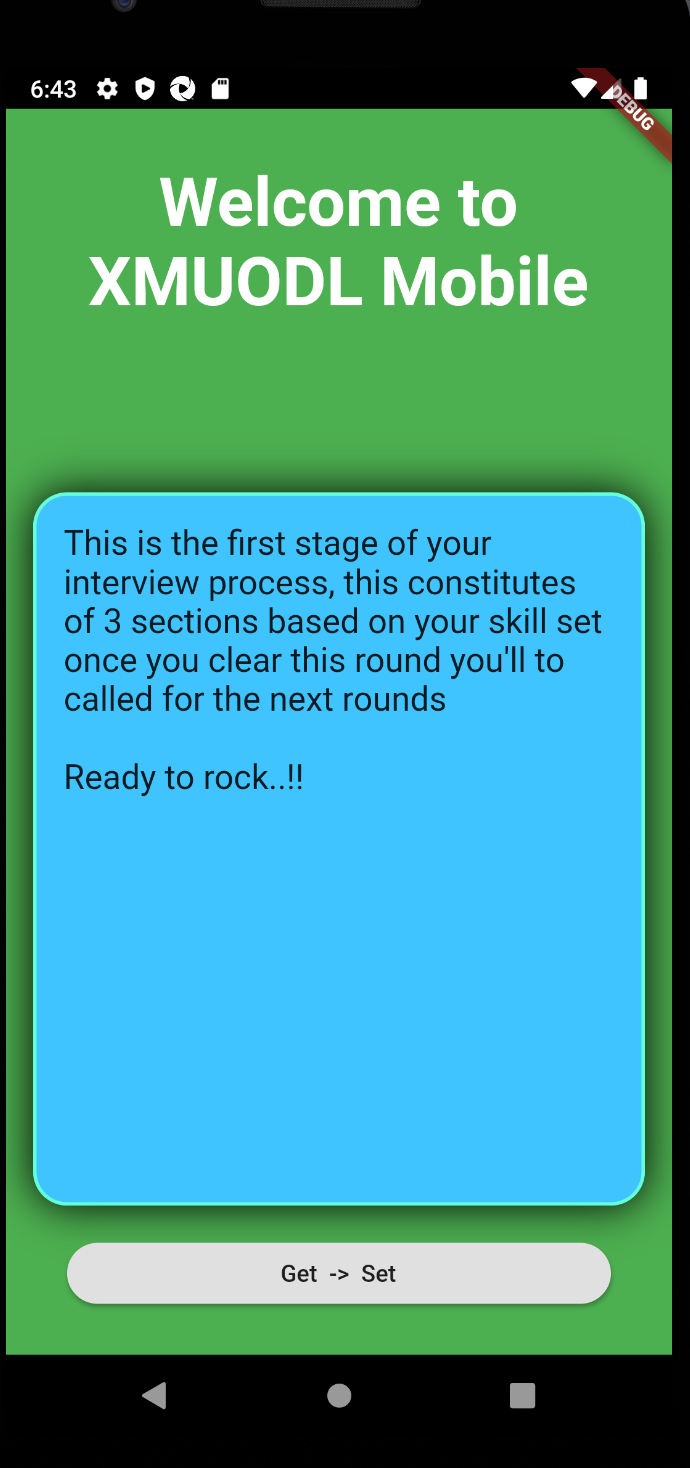 6:43
DEBUG
Welcome to
XMUODL Mobile
This is the first stage of your
interview process, this constitutes
of 3 sections based on your skill set
once you clear this round you'll to
called for the next rounds
Ready to rock..!!
Get -> Set